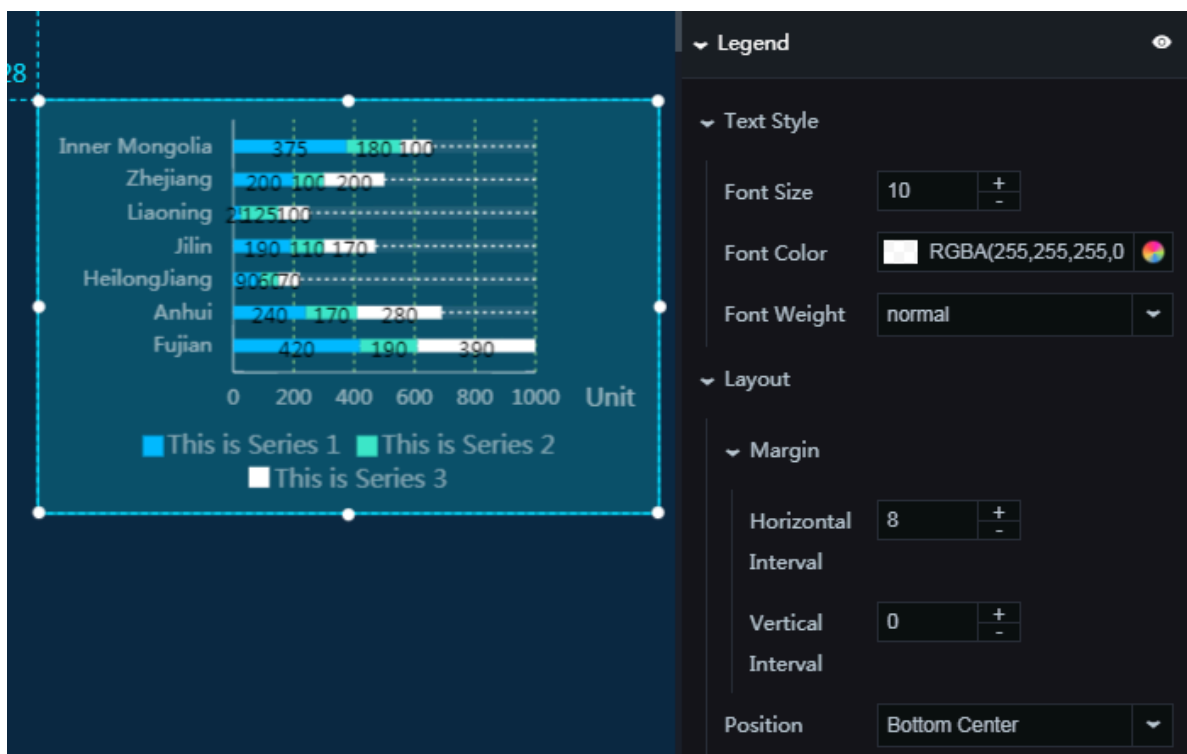 28
Inner Mongolia 375 180 100
Zhejiang 200 100 200
Liaoning 125 100
Jilin 190 110 170
HeilongJiang 90 60 70
Anhui 240 170 280
Fujian 420 190 390
0 200 400 600 800 1000 Unit
This is Series 1 This is Series 2
This is Series 3
Legend
Text Style
Font Size 10 + -
Font Color RGBA(255,255,255,0
Font Weight normal
Layout
Margin
Horizontal Interval 8 + -
Vertical Interval 0 + -
Position Bottom Center